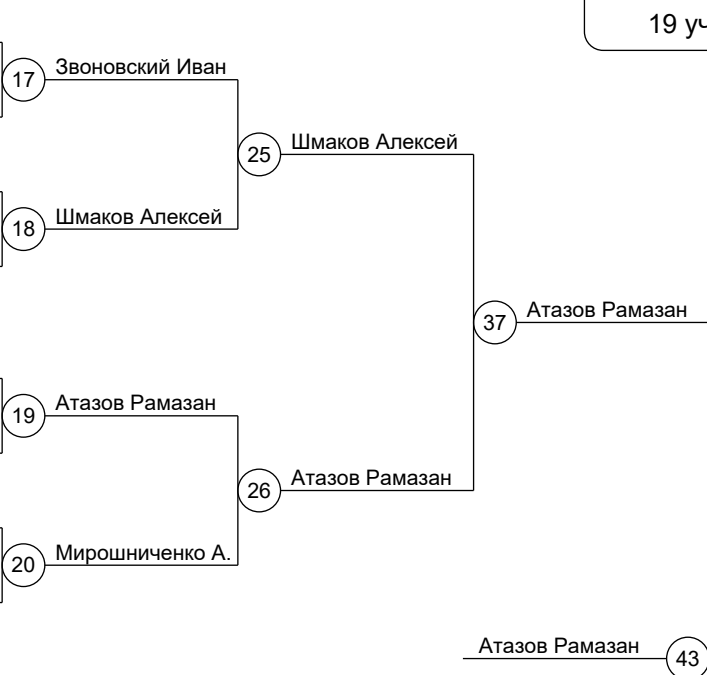 19 уч
17 Звоновский Иван
25 Шмаков Алексей
18 Шмаков Алексей
37 Атазов Рамазан
19 Атазов Рамазан
26 Атазов Рамазан
20 Мирошниченко А.
Атазов Рамазан 43